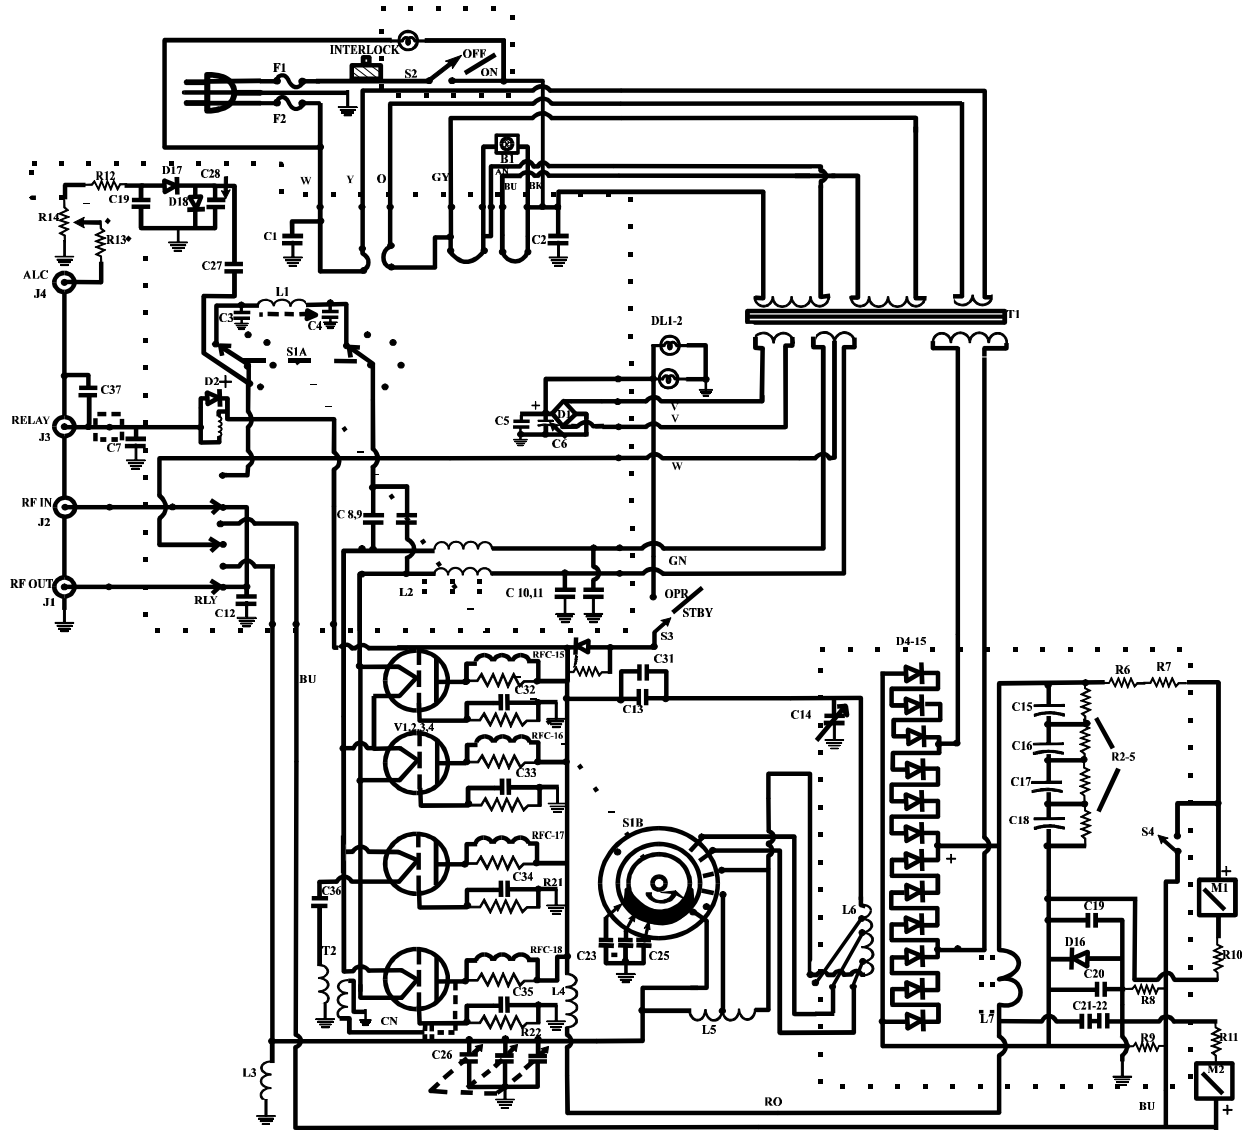 INTERLOCK
OFF
ON
F1
S2
F2
B1
AN
BU
BK
W
Y
O
GY
R12
D17
C28
C19
D18
R14
R13
C1
C2
C27
ALC
J4
L1
C3
C4
S1A
T1
DL1-2
D2
+
C37
RELAY
J3
C7
+
C5
D1
C6
V
V
W
RF IN
J2
C 8,9
GN
RF OUT
J1
RLY
C12
L2
C 10,11
OPR
STBY
S3
BU
RFC-15
C31
C32
C13
C14
D4-15
R6
R7
V1,2,3,4
RFC-16
C33
C15
C16
C17
C18
R2-5
S1B
S4
RFC-17
C34
R21
C36
+
+
M1
L6
C19
T2
RFC-18
C23
C25
D16
R10
C35
L4
C20
R8
CN
R22
L5
L7
C21-22
C26
R9
R11
L3
M2
RO
BU
+